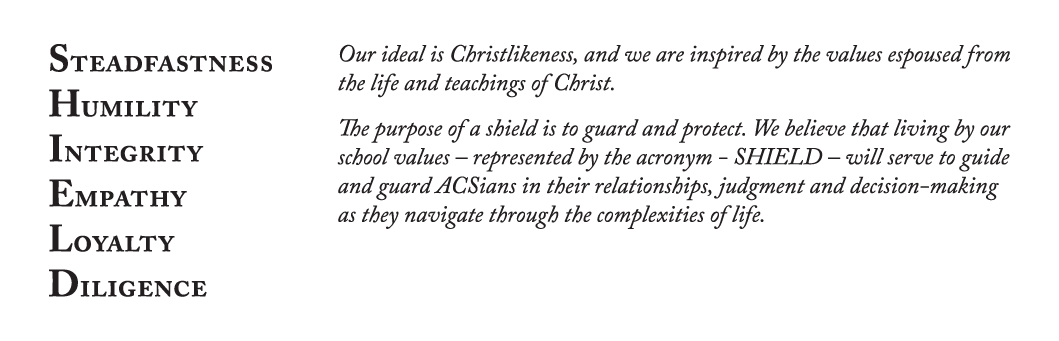 STEADFASTNESS
HUMILITY
INTEGRITY
EMPATHY
LOYALTY
DILIGENCE
Our ideal is Christlikeness, and we are inspired by the values espoused from
the life and teachings of Christ.
The purpose of a shield is to guard and protect. We believe that living by our
school values – represented by the acronym - SHIELD – will serve to guide
and guard ACSians in their relationships, judgment and decision-making
as they navigate through the complexities of life.